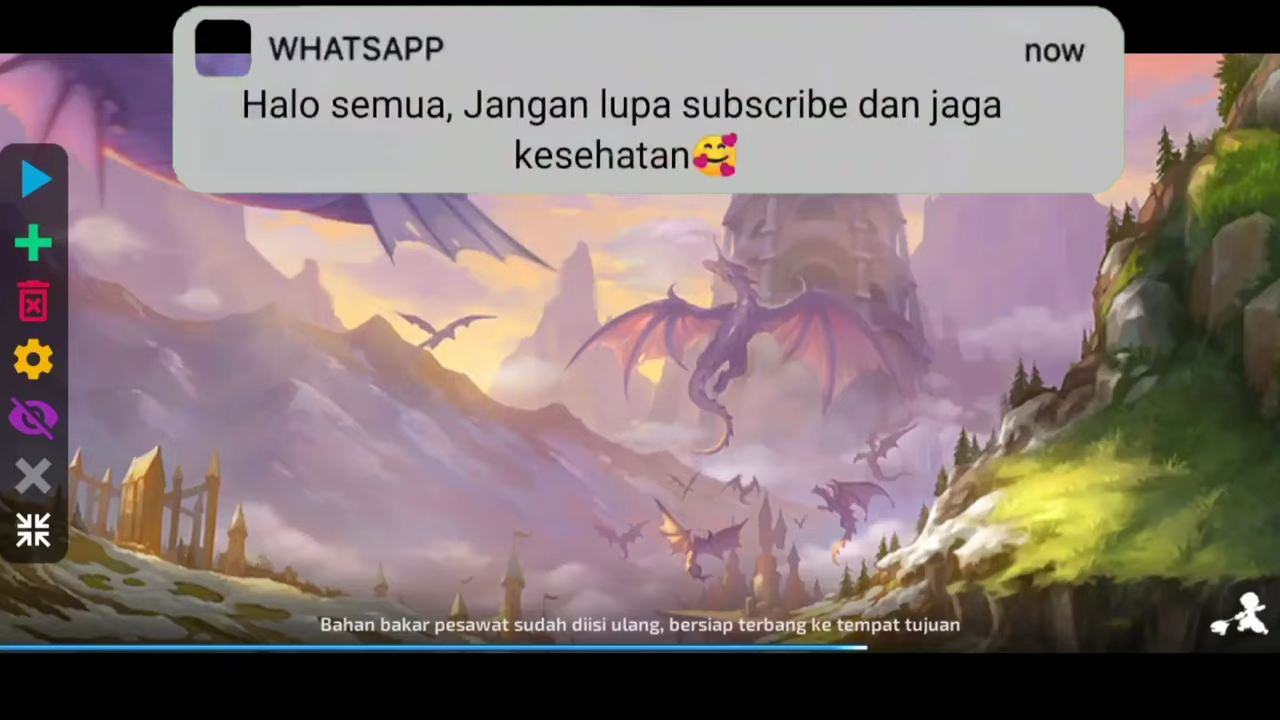 WHATSAPP
now
Halo semua, Jangan lupa subscribe dan jaga
kesehatan🥰
Bahan bakar pesawat sudah diisi ulang, bersiap terbang ke tempat tujuan